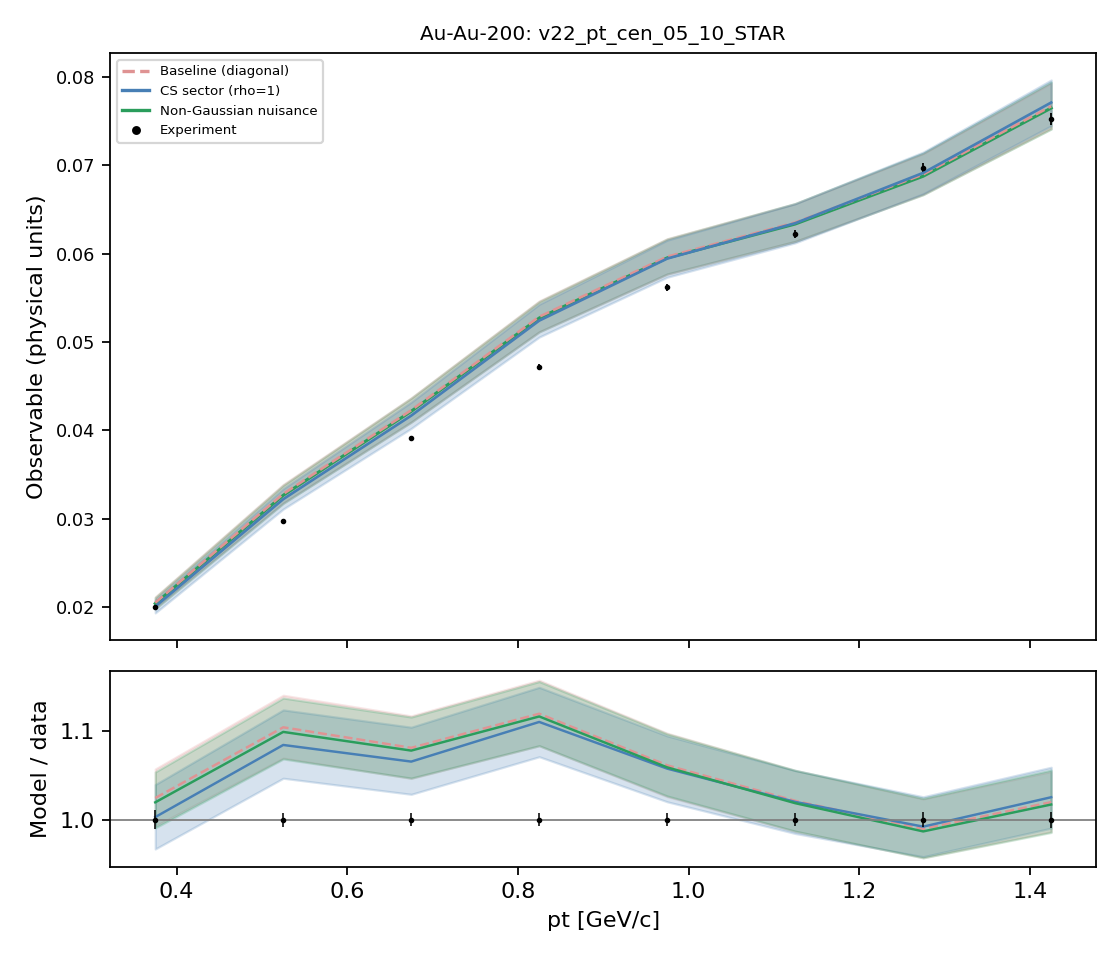 Au-Au-200: v22_pt_cen_05_10_STAR
Baseline (diagonal)
CS sector (rho=1)
Non-Gaussian nuisance
Experiment
Observable (physical units)
0.08
0.07
0.06
0.05
0.04
0.03
0.02
Model / data
1.1
1.0
0.4
0.6
0.8
1.0
1.2
1.4
pt [GeV/c]